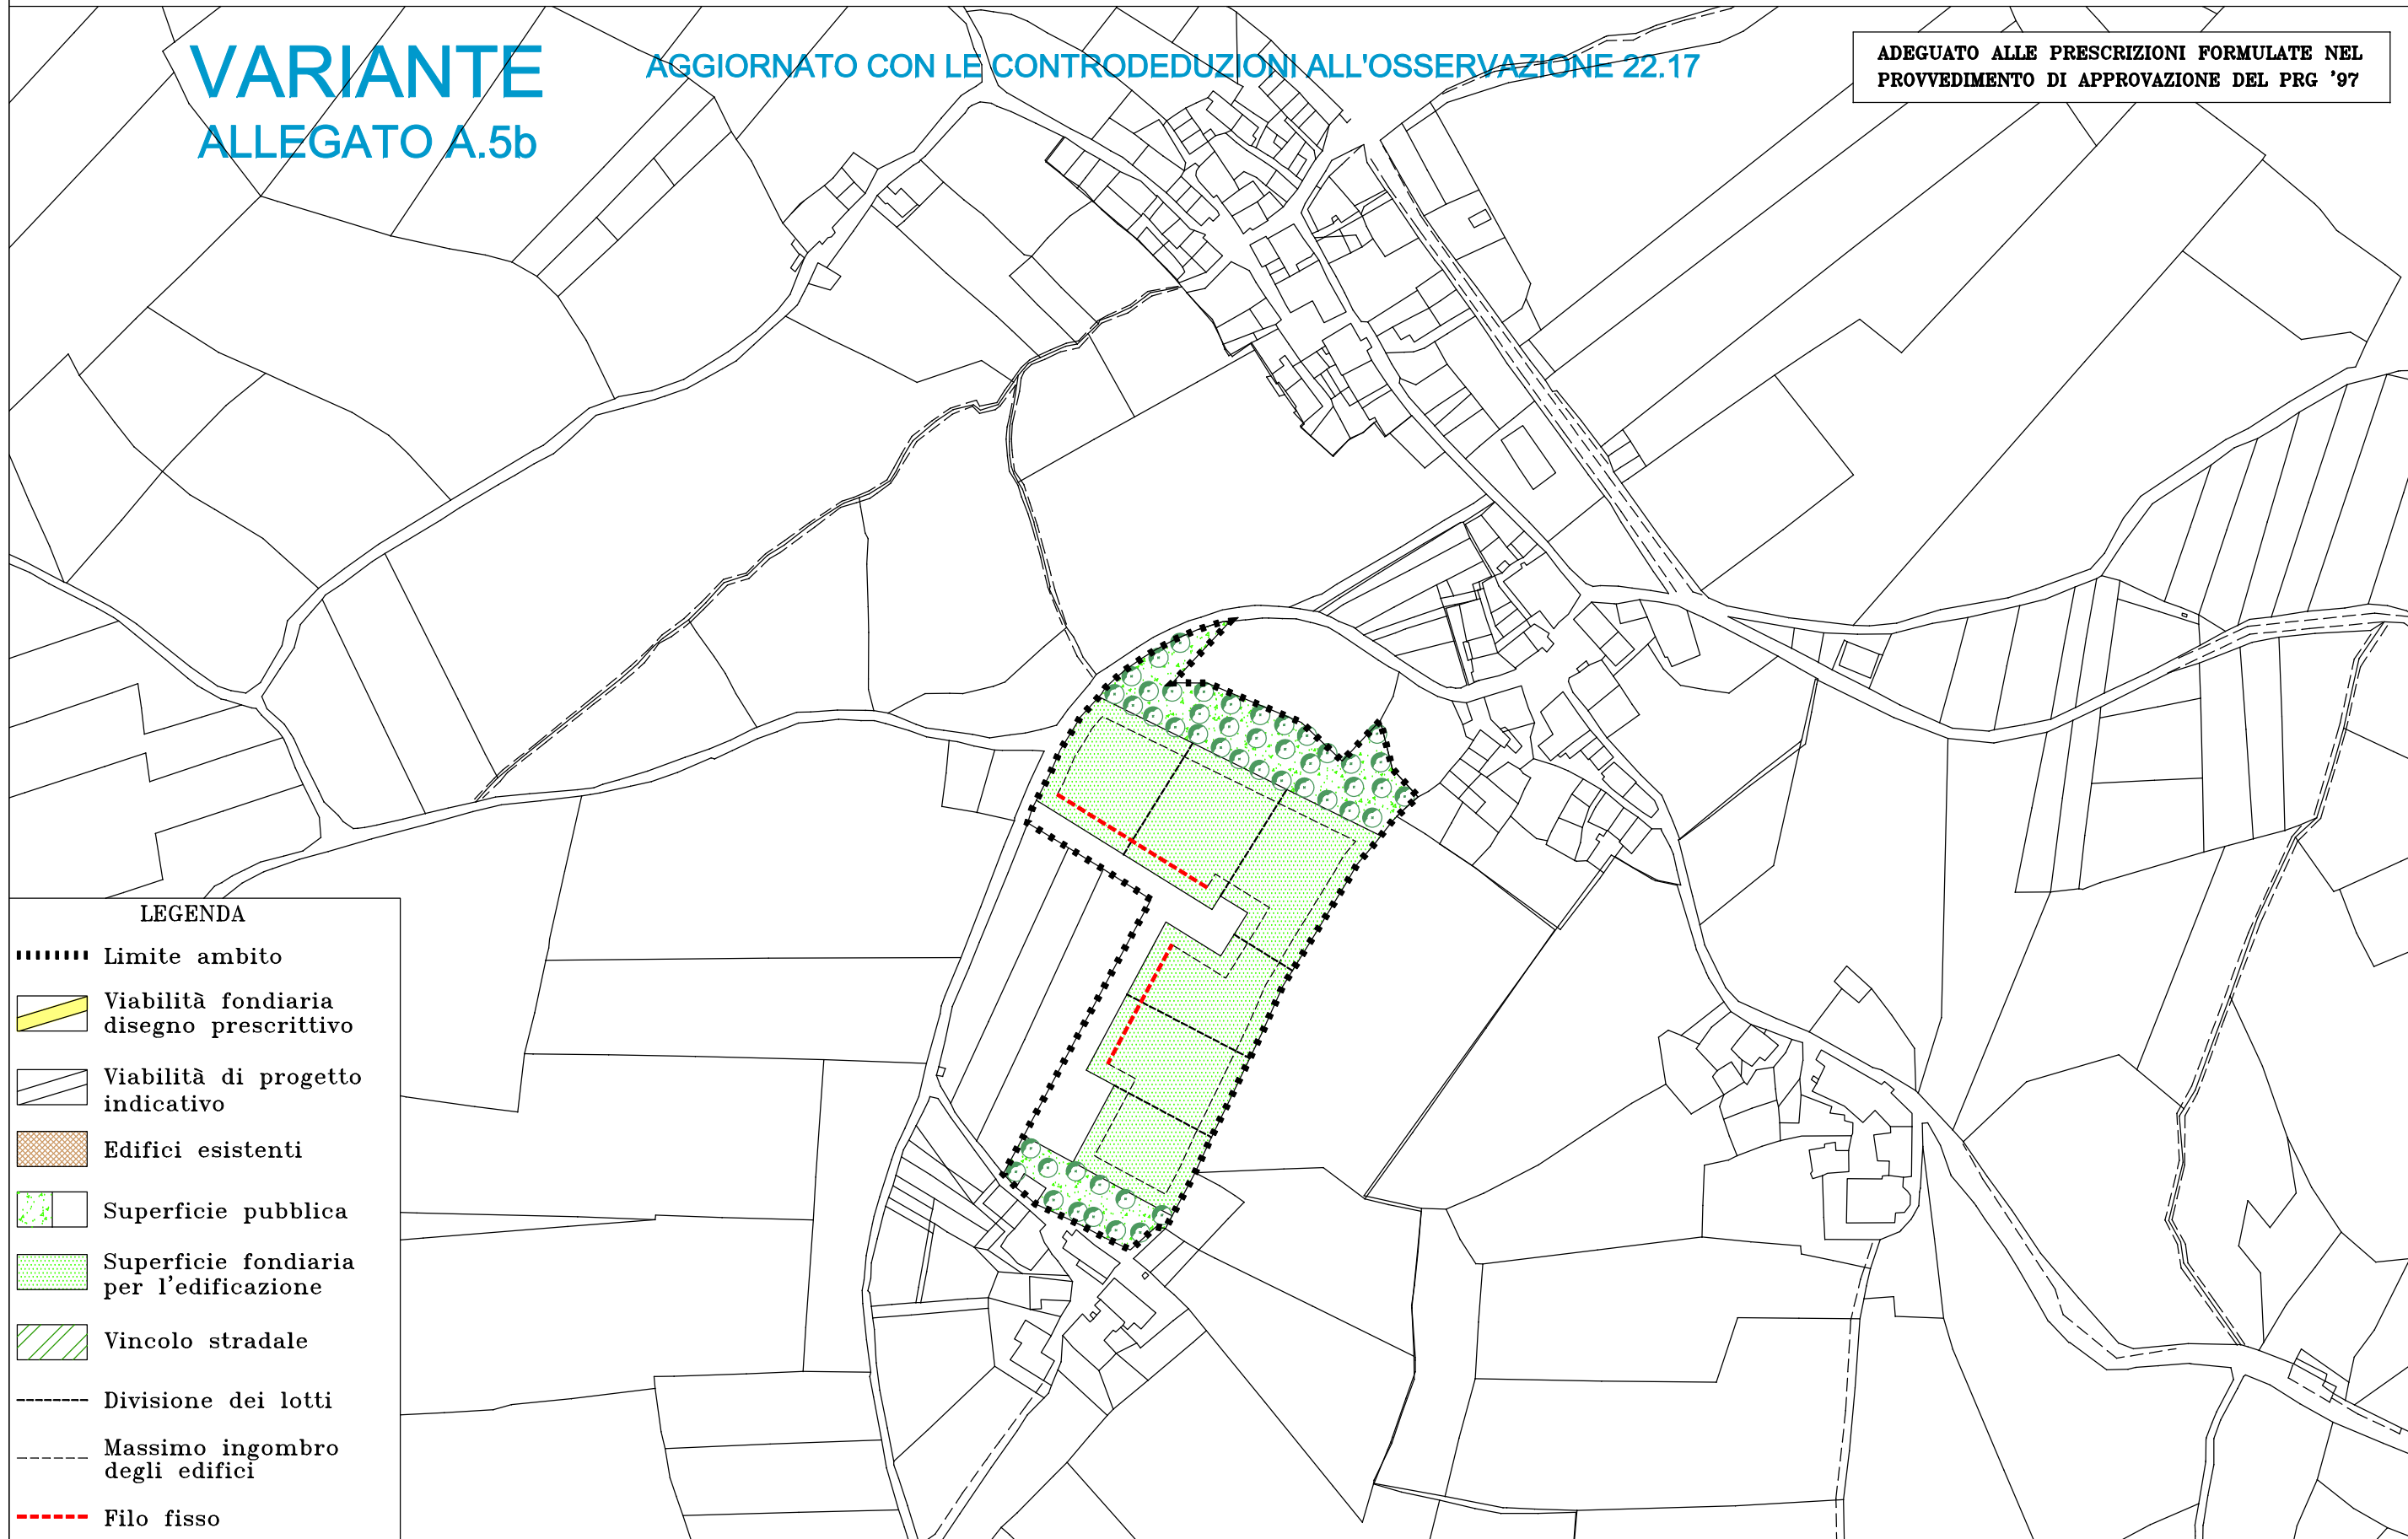 VARIANTE
ALLEGATO A.5b
AGGIORNATO CON LE CONTRODEDUZIONI ALL'OSSERVAZIONE 22.17
ADEGUATO ALLE PRESCRIZIONI FORMULATE NEL
PROVVEDIMENTO DI APPROVAZIONE DEL PRG '97
LEGENDA
Limite ambito
Viabilità fondiaria
disegno prescrittivo
Viabilità di progetto
indicativo
Edifici esistenti
Superficie pubblica
Superficie fondiaria
per l'edificazione
Vincolo stradale
Divisione dei lotti
Massimo ingombro
degli edifici
Filo fisso